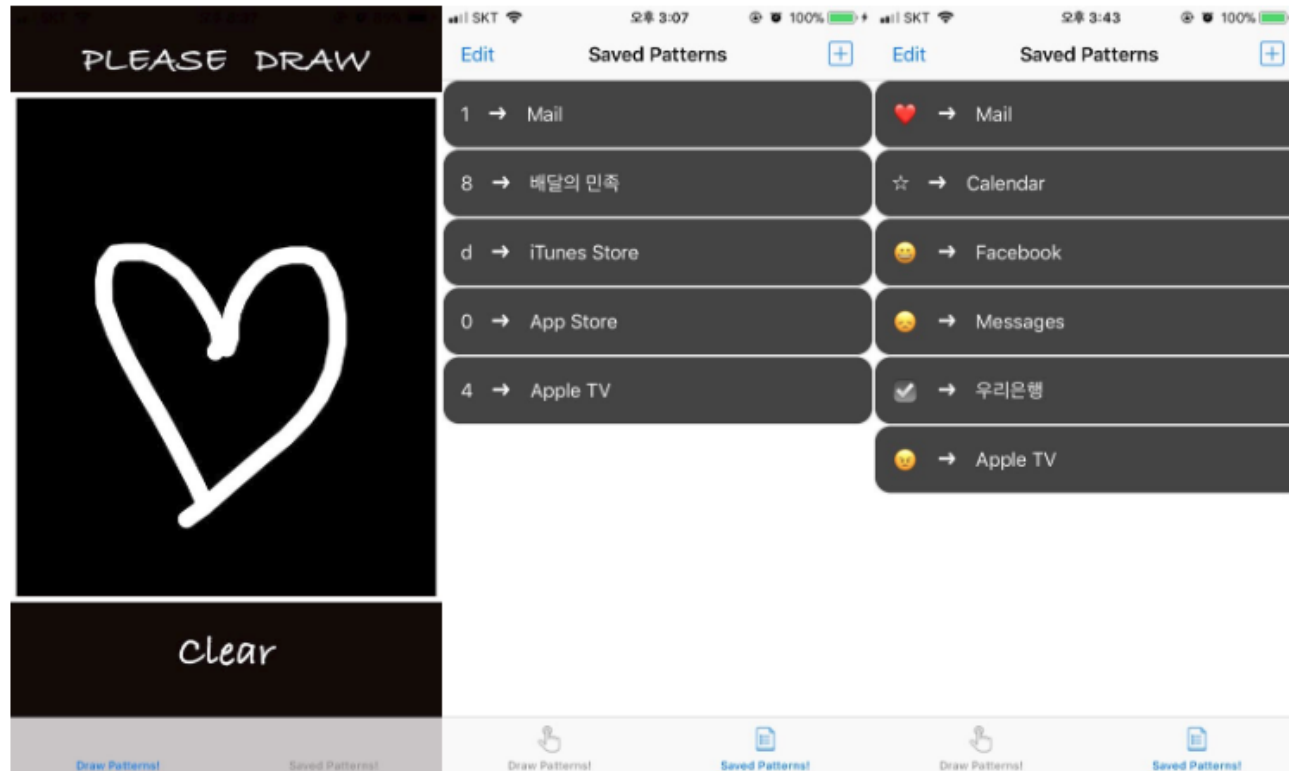 PLEASE DRAW
Clear
Draw Patterns!
Saved Patterns!
SKT 오후 3:07 100%
Edit Saved Patterns +
1 → Mail
8 → 배달의 민족
d → iTunes Store
0 → App Store
4 → Apple TV
Draw Patterns!
Saved Patterns!
SKT 오후 3:43 100%
Edit Saved Patterns +
❤️ → Mail
☆ → Calendar
😀 → Facebook
😞 → Messages
☑️ → 우리은행
😠 → Apple TV
Draw Patterns!
Saved Patterns!